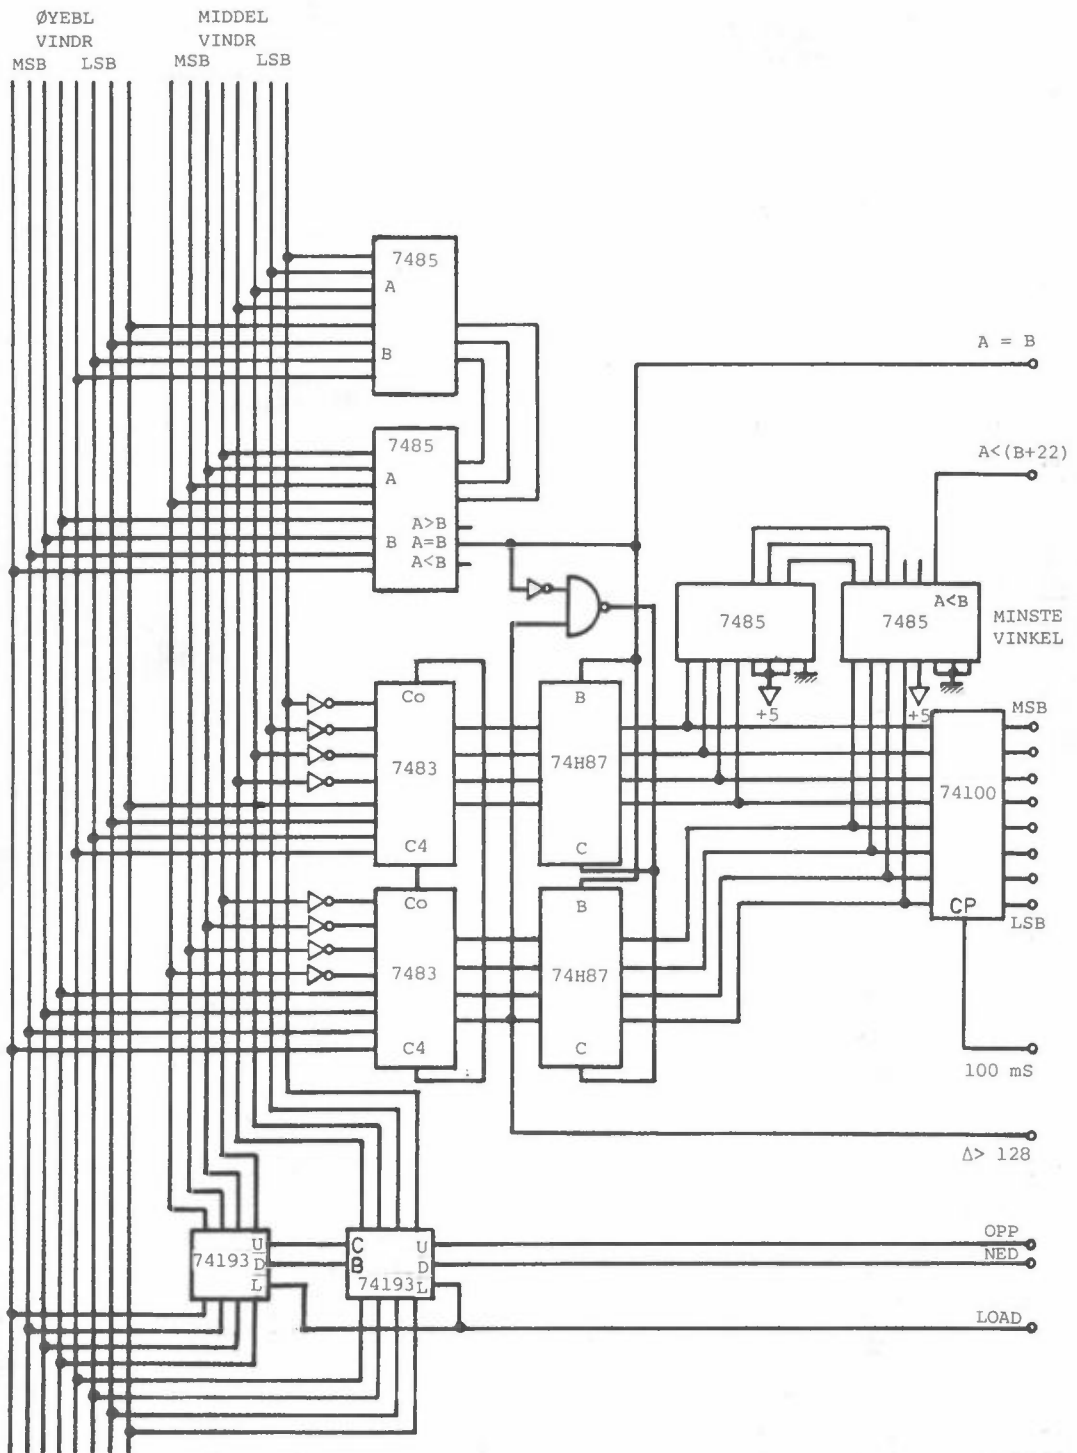 ØYEBL
VINDR
MSB LSB
MIDDEL
VINDR
MSB LSB
7485
A
B
7485
A
A>B
B A=B
A<B
A = B
A<(B+22)
7485
+5
A<B
7485
+5
MINSTE
VINKEL
Co
7483
C4
B
74H87
C
Co
7483
C4
B
74H87
C
74100
CP
MSB
LSB
100 mS
Δ> 128
U
74193 D
L
C U
B D
74193 L
OPP
NED
LOAD